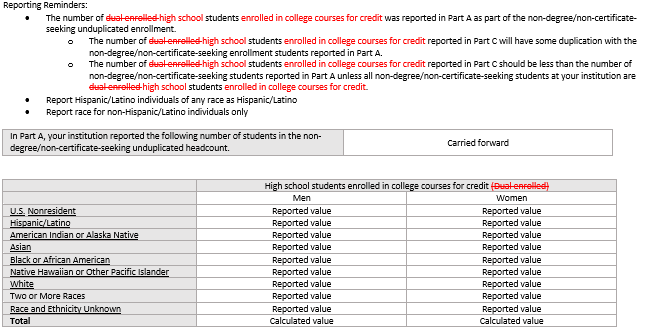 Reporting Reminders:
• The number of dual enrolled high school students enrolled in college courses for credit was reported in Part A as part of the non-degree/non-certificate-
seeking unduplicated enrollment.
o The number of dual enrolled high school students enrolled in college courses for credit reported in Part C will have some duplication with the
non-degree/non-certificate-seeking enrollment students reported in Part A.
o The number of dual enrolled high school students enrolled in college courses for credit reported in Part C should be less than the number of
non-degree/non-certificate-seeking students reported in Part A unless all non-degree/non-certificate-seeking students at your institution are
dual enrolled high school students enrolled in college courses for credit.
• Report Hispanic/Latino individuals of any race as Hispanic/Latino
• Report race for non-Hispanic/Latino individuals only
In Part A, your institution reported the following number of students in the non-
degree/non-certificate-seeking unduplicated headcount. Carried forward
High school students enrolled in college courses for credit (Dual enrolled)
Men Women
U.S. Nonresident Reported value Reported value
Hispanic/Latino Reported value Reported value
American Indian or Alaska Native Reported value Reported value
Asian Reported value Reported value
Black or African American Reported value Reported value
Native Hawaiian or Other Pacific Islander Reported value Reported value
White Reported value Reported value
Two or More Races Reported value Reported value
Race and Ethnicity Unknown Reported value Reported value
Total Calculated value Calculated value